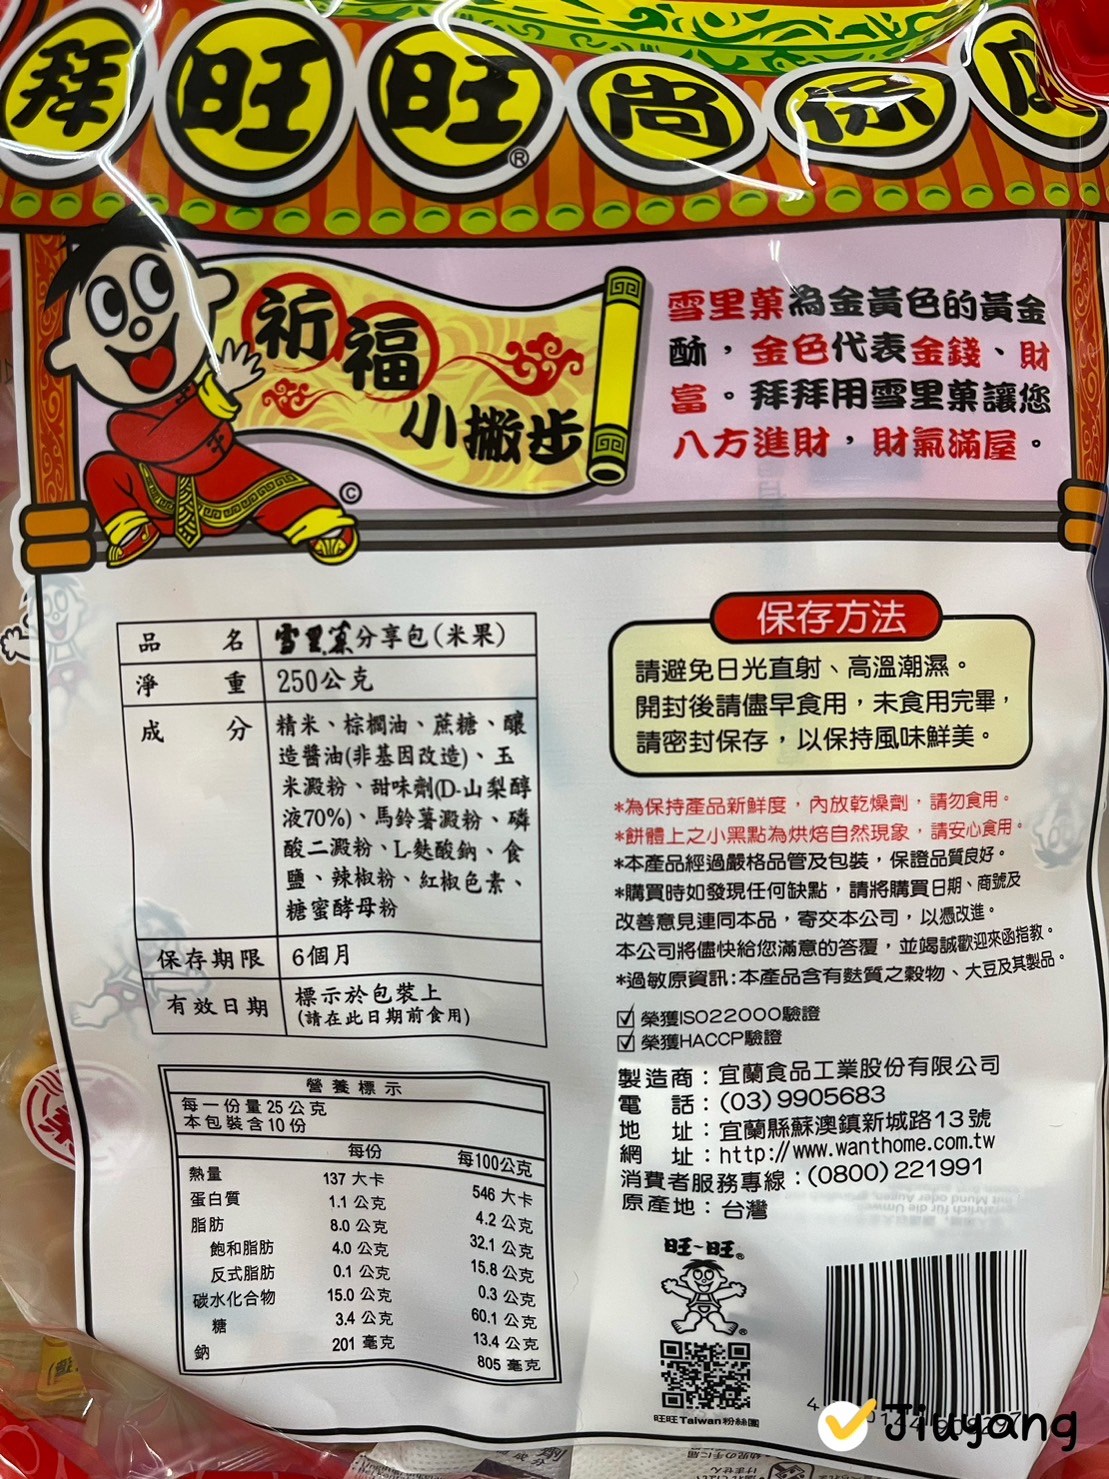 拜旺旺尚你
®
祈福
小撇步
©
雪里菓為金黃色的黃金
酥，金色代表金錢、財
富。拜拜用雪里菓讓您
八方進財，財氣滿屋。
品名 雪里菓分享包(米果)
淨重 250公克
成分 精米、棕櫚油、蔗糖、釀
造醬油(非基因改造)、玉
米澱粉、甜味劑(D-山梨醇
液70%)、馬鈴薯澱粉、磷
酸二澱粉、L-麩酸鈉、食
鹽、辣椒粉、紅椒色素、
糖蜜酵母粉
保存期限 6個月
有效日期 標示於包裝上
(請在此日期前食用)
營養標示
每一份量25公克
本包裝含10份
每份 每100公克
熱量 137 大卡 546 大卡
蛋白質 1.1 公克 4.2 公克
脂肪 8.0 公克 32.1 公克
飽和脂肪 4.0 公克 15.8 公克
反式脂肪 0.1 公克 0.3 公克
碳水化合物 15.0 公克 60.1 公克
糖 3.4 公克 13.4 公克
鈉 201 毫克 805 毫克
保存方法
請避免日光直射、高溫潮濕。
開封後請儘早食用，未食用完畢，
請密封保存，以保持風味鮮美。
*為保持產品新鮮度，內放乾燥劑，請勿食用。
*餅體上之小黑點為烘焙自然現象，請安心食用。
*本產品經過嚴格品管及包裝，保證品質良好。
*購買時如發現任何缺點，請將購買日期、商號及
改善意見連同本品，寄交本公司，以憑改進。
本公司將儘快給您滿意的答覆，並竭誠歡迎來函指教。
*過敏原資訊:本產品含有麩質之穀物、大豆及其製品。
☑ 榮獲ISO22000驗證
☑ 榮獲HACCP驗證
製造商：宜蘭食品工業股份有限公司
電話：(03)9905683
地址：宜蘭縣蘇澳鎮新城路13號
網址：http://www.wanthome.com.tw
消費者服務專線：(0800)221991
原產地：台灣
旺-旺®
®
旺旺Taiwan粉絲團
Jiuyang